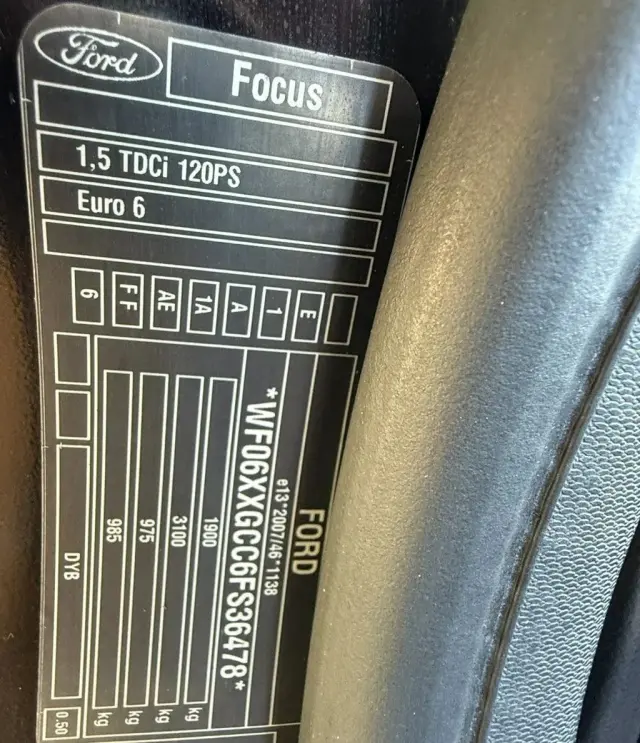 Ford
Focus
1,5 TDCi 120PS
Euro 6
6 FF AE 1A A 1 E
FORD
e13*2007/46*1138
*WF06XXGCC6FS36478*
1900 kg
3100 kg
975 kg
985 kg
DYB
0.50